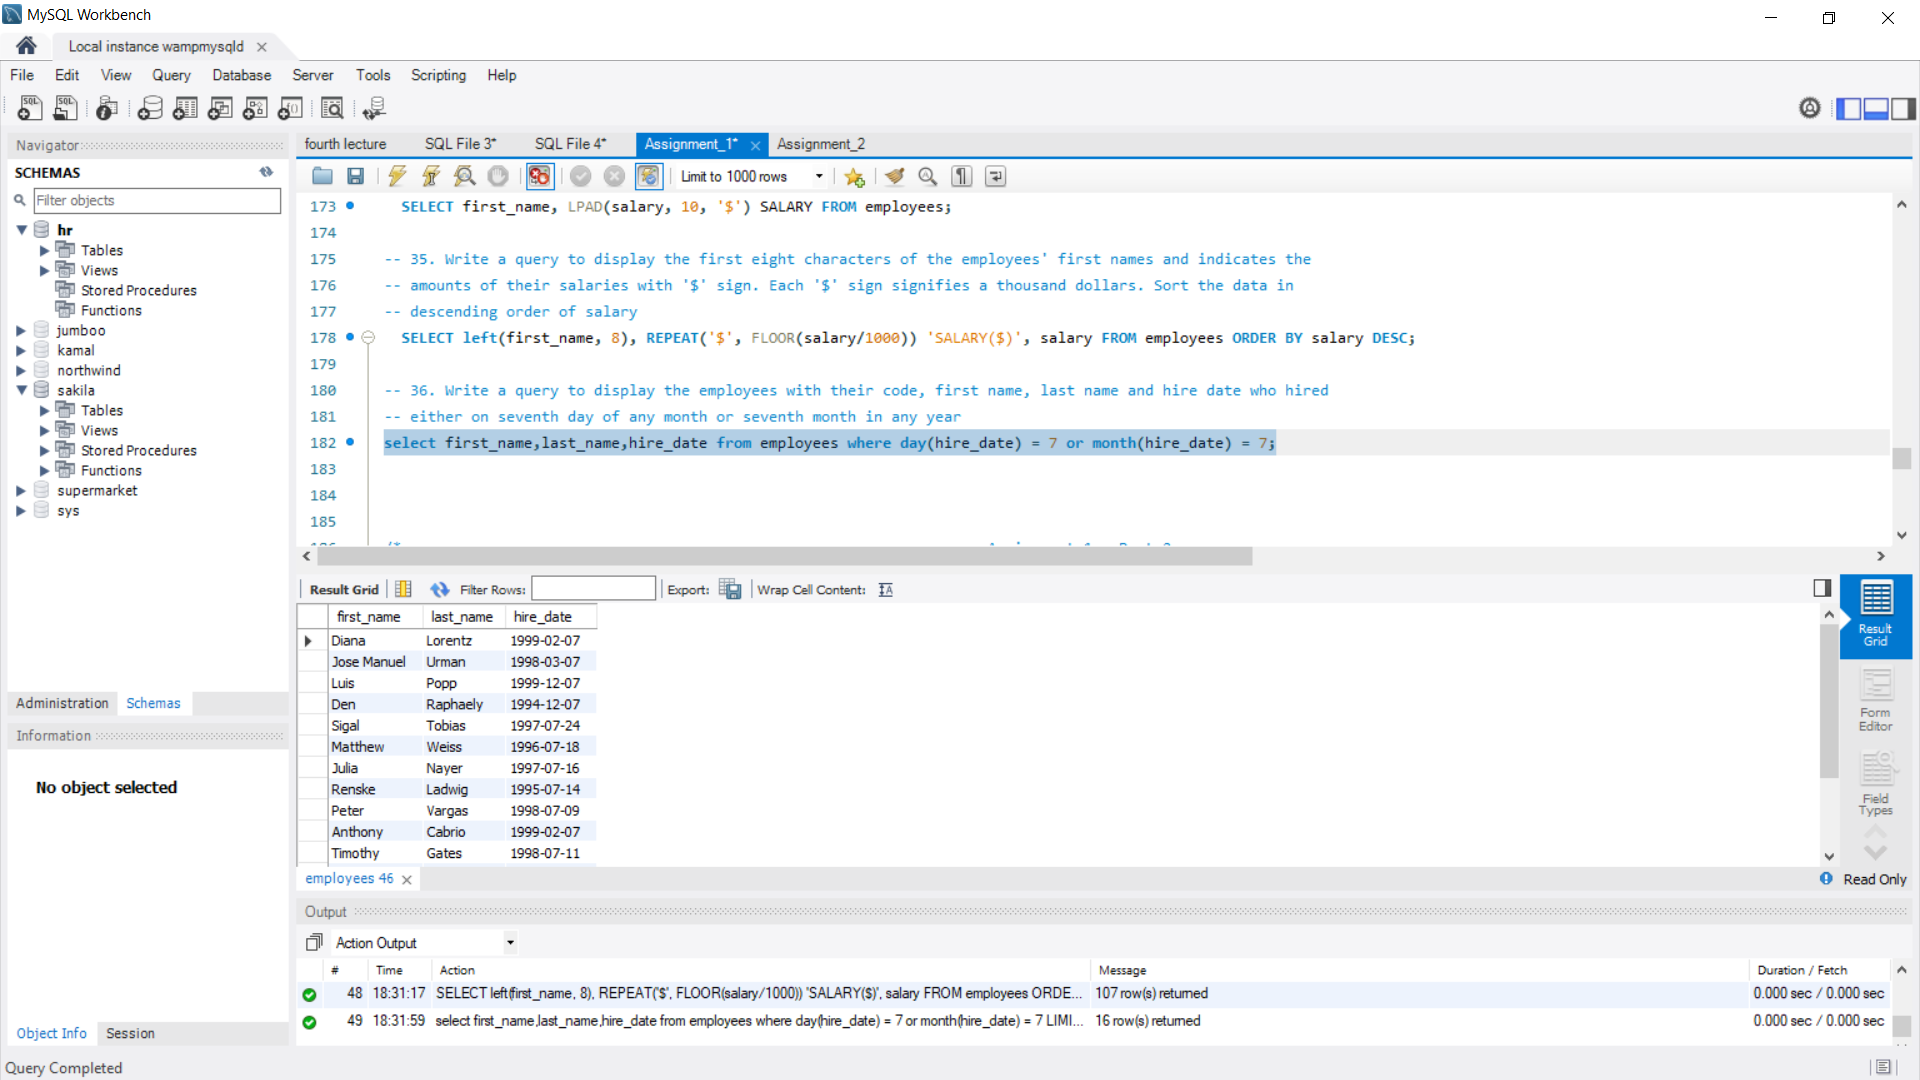 MySQL Workbench
Local instance wampmysqld
File Edit View Query Database Server Tools Scripting Help
Navigator
SCHEMAS
Filter objects
hr
Tables
Views
Stored Procedures
Functions
jumboo
kamal
northwind
sakila
Tables
Views
Stored Procedures
Functions
supermarket
sys
Administration Schemas
Information
No object selected
Object Info Session
fourth lecture SQL File 3* SQL File 4* Assignment_1* Assignment_2
Limit to 1000 rows
173 SELECT first_name, LPAD(salary, 10, '$') SALARY FROM employees;
174
175 -- 35. Write a query to display the first eight characters of the employees' first names and indicates the
176 -- amounts of their salaries with '$' sign. Each '$' sign signifies a thousand dollars. Sort the data in
177 -- descending order of salary
178 SELECT left(first_name, 8), REPEAT('$', FLOOR(salary/1000)) 'SALARY($)', salary FROM employees ORDER BY salary DESC;
179
180 -- 36. Write a query to display the employees with their code, first name, last name and hire date who hired
181 -- either on seventh day of any month or seventh month in any year
182 select first_name,last_name,hire_date from employees where day(hire_date) = 7 or month(hire_date) = 7;
183
184
185
Result Grid Filter Rows: Export: Wrap Cell Content:
first_name last_name hire_date
Diana Lorentz 1999-02-07
Jose Manuel Urman 1998-03-07
Luis Popp 1999-12-07
Den Raphaely 1994-12-07
Sigal Tobias 1997-07-24
Matthew Weiss 1996-07-18
Julia Nayer 1997-07-16
Renske Ladwig 1995-07-14
Peter Vargas 1998-07-09
Anthony Cabrio 1999-02-07
Timothy Gates 1998-07-11
Result
Grid
Form
Editor
Field
Types
employees 46
Read Only
Output
Action Output
# Time Action Message Duration / Fetch
48 18:31:17 SELECT left(first_name, 8), REPEAT('$', FLOOR(salary/1000)) 'SALARY($)', salary FROM employees ORDE... 107 row(s) returned 0.000 sec / 0.000 sec
49 18:31:59 select first_name,last_name,hire_date from employees where day(hire_date) = 7 or month(hire_date) = 7 LIMI... 16 row(s) returned 0.000 sec / 0.000 sec
Query Completed